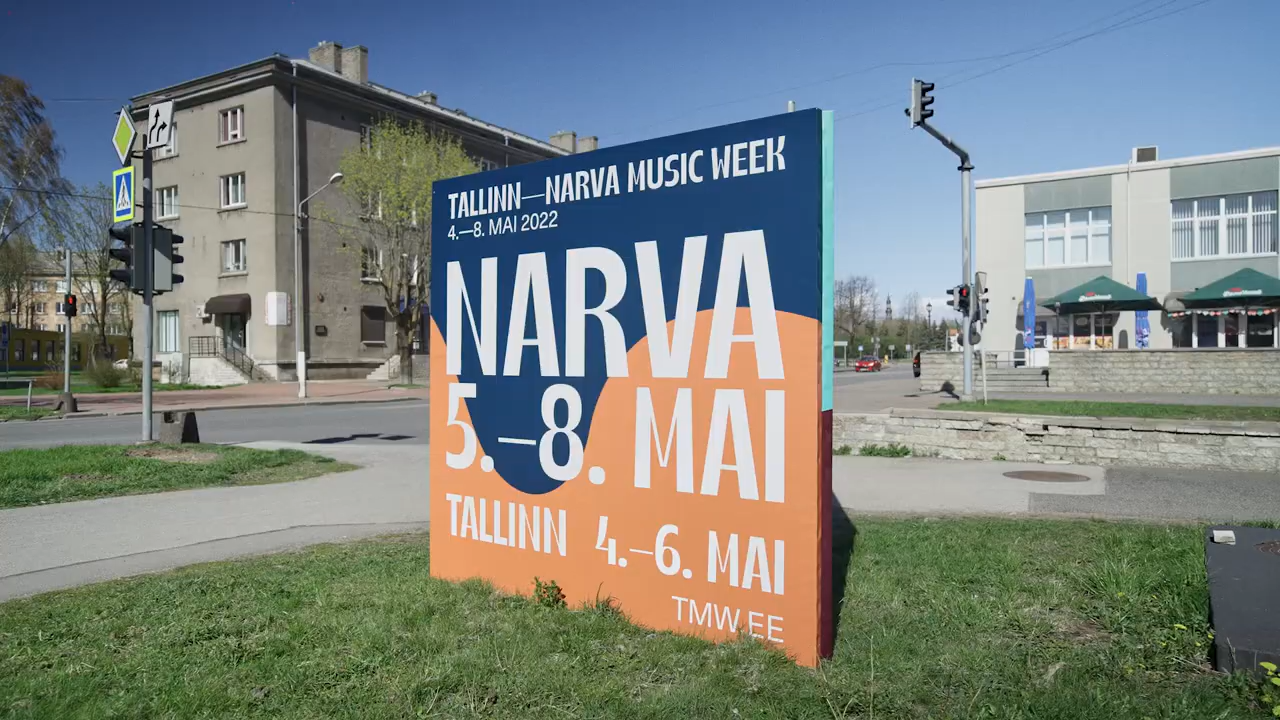 TALLINN—NARVA MUSIC WEEK
4.—8. MAI 2022
NARVA
5.—8. MAI
TALLINN 4.—6. MAI
TMW.EE